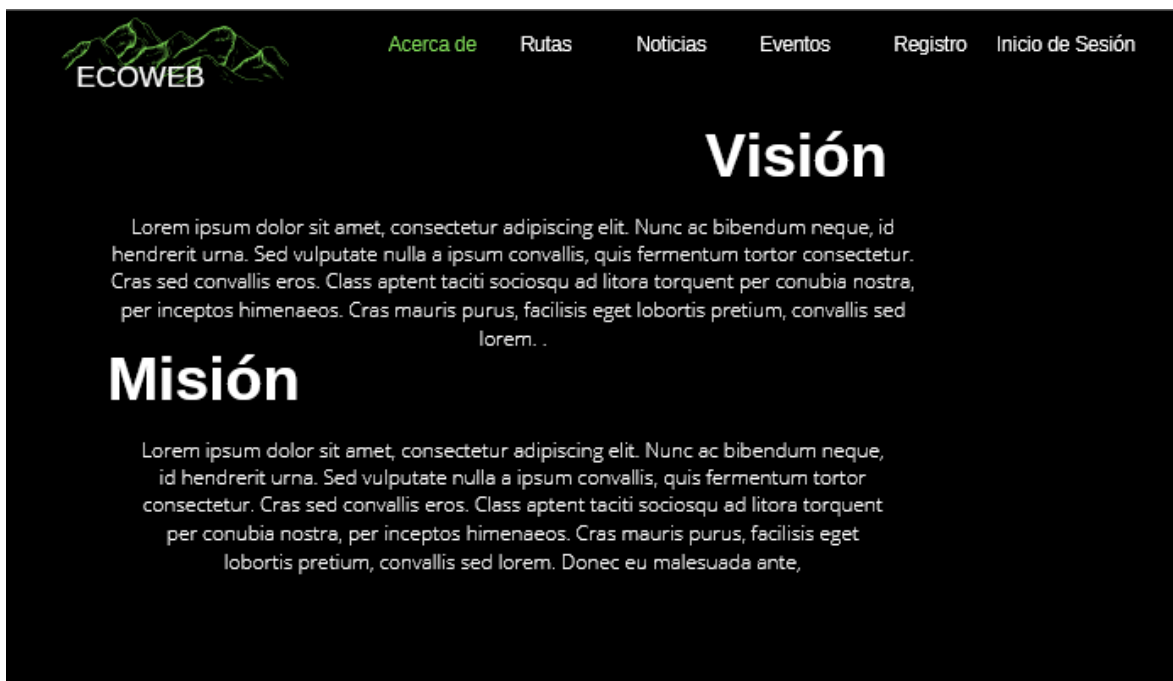 ECOWEB
Acerca de Rutas Noticias Eventos Registro Inicio de Sesión
Visión
Lorem ipsum dolor sit amet, consectetur adipiscing elit. Nunc ac bibendum neque, id
hendrerit urna. Sed vulputate nulla a ipsum convallis, quis fermentum tortor consectetur.
Cras sed convallis eros. Class aptent taciti sociosqu ad litora torquent per conubia nostra,
per inceptos himenaeos. Cras mauris purus, facilisis eget lobortis pretium, convallis sed
lorem. .
Misión
Lorem ipsum dolor sit amet, consectetur adipiscing elit. Nunc ac bibendum neque,
id hendrerit urna. Sed vulputate nulla a ipsum convallis, quis fermentum tortor
consectetur. Cras sed convallis eros. Class aptent taciti sociosqu ad litora torquent
per conubia nostra, per inceptos himenaeos. Cras mauris purus, facilisis eget
lobortis pretium, convallis sed lorem. Donec eu malesuada ante,